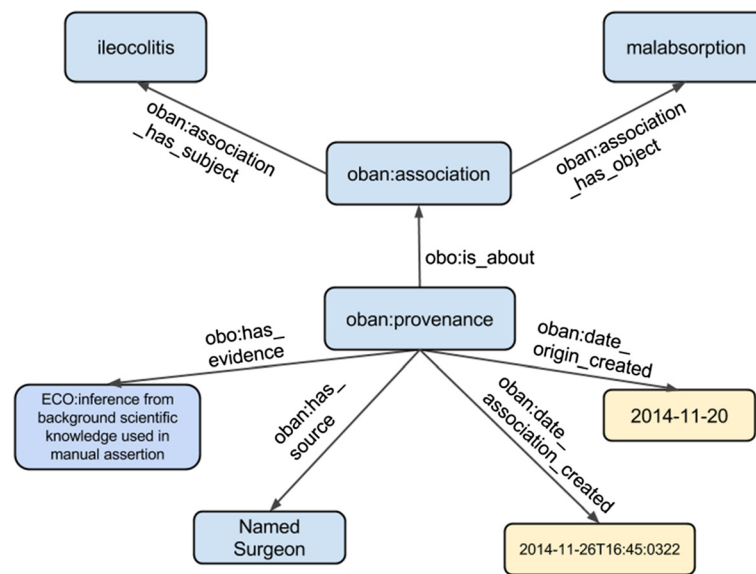 ileocolitis
malabsorption
oban:association
_has_subject
oban:association
_has_object
oban:association
obo:is_about
oban:provenance
obo:has_
evidence
oban:date_
origin_created
oban:has_
source
oban:date_
association_created
ECO:inference from
background scientific
knowledge used in
manual assertion
2014-11-20
Named
Surgeon
2014-11-26T16:45:0322